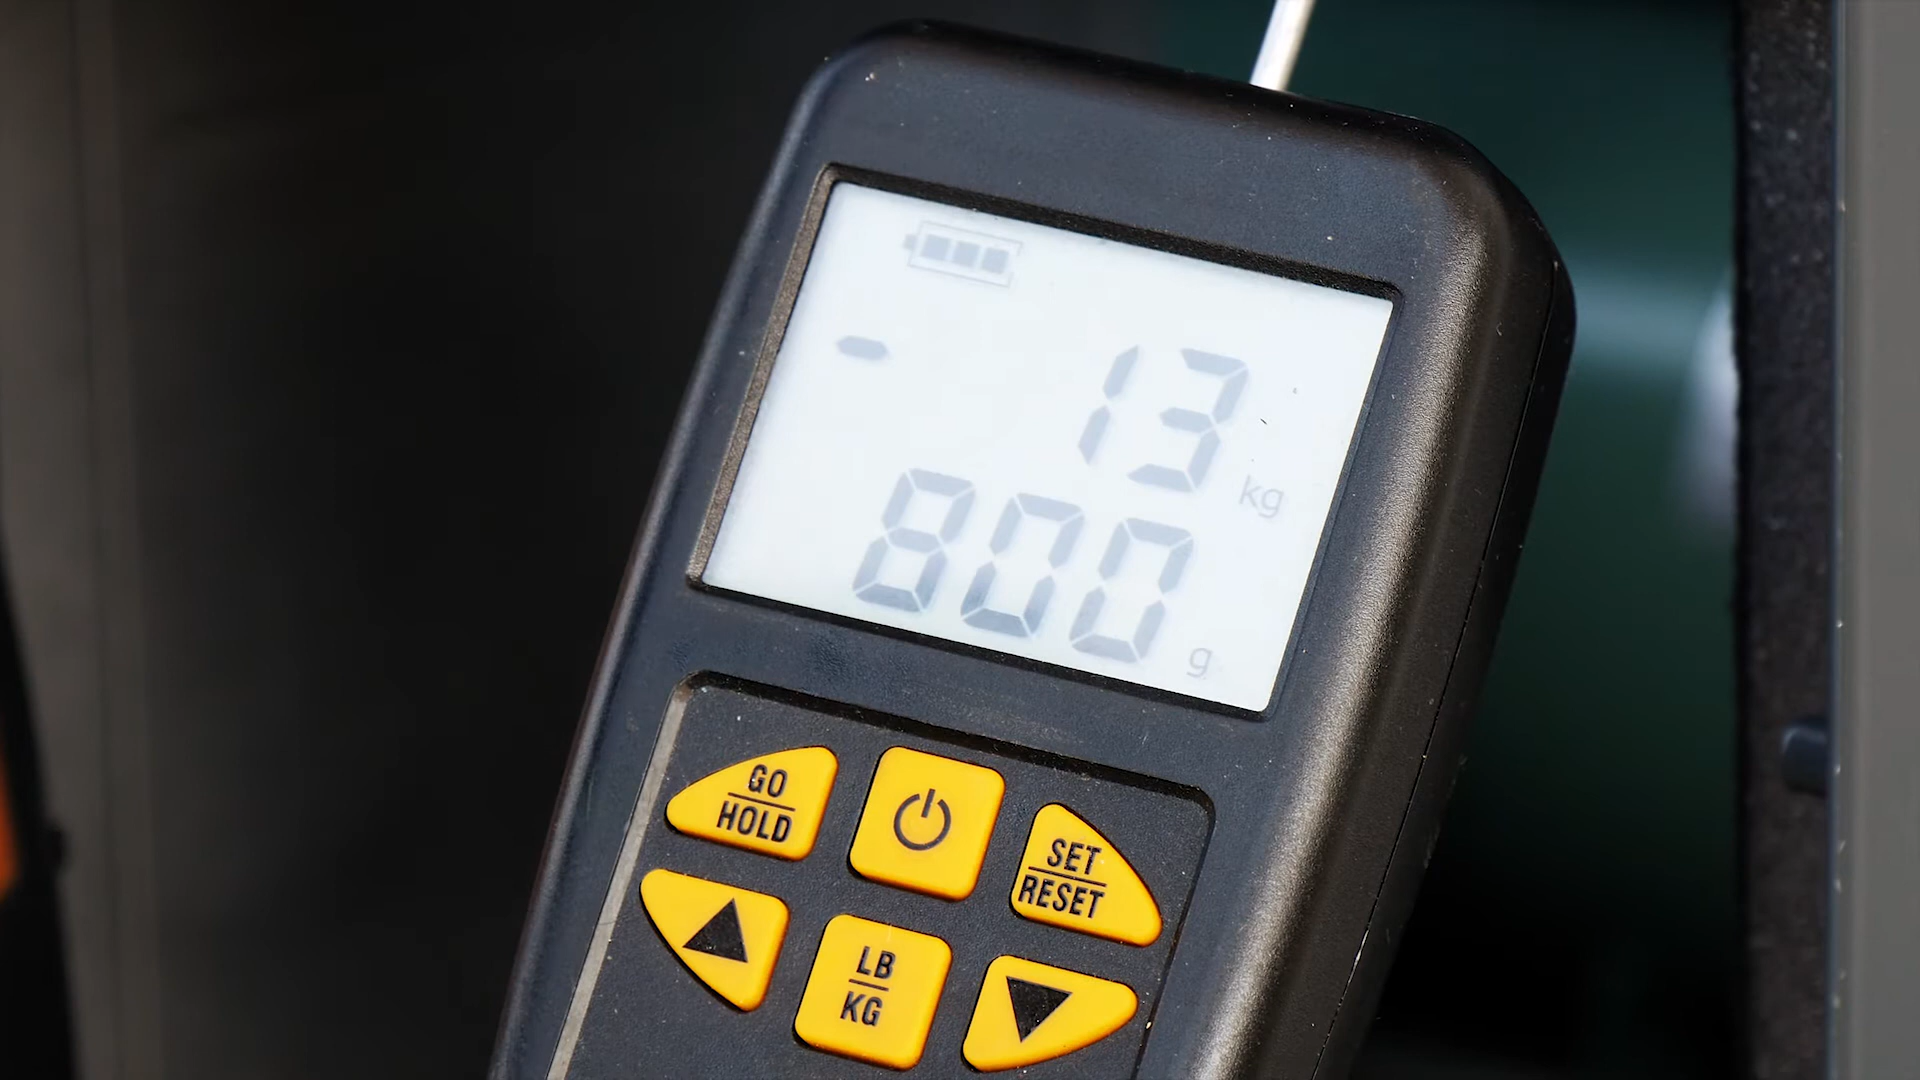 - 13 kg
800 g
GO
HOLD
SET
RESET
LB
KG